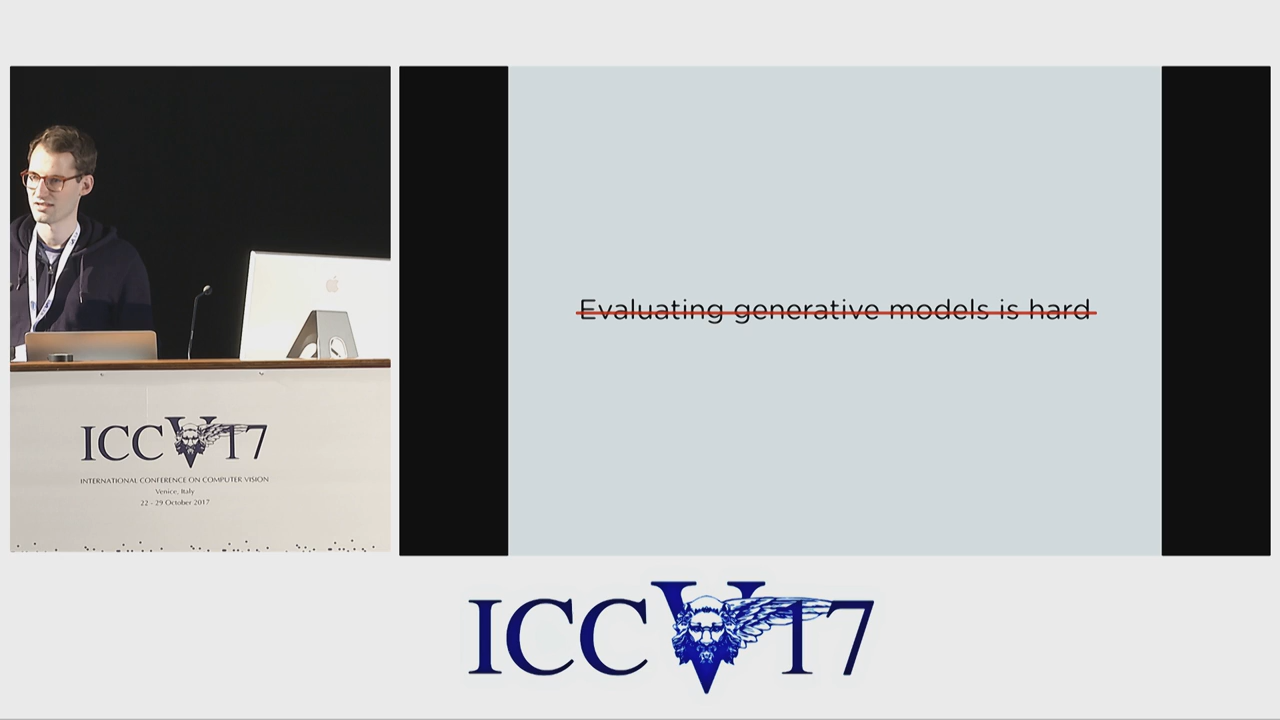 Evaluating generative models is hard
ICCV17
INTERNATIONAL CONFERENCE ON COMPUTER VISION
Venice, Italy
22 - 29 October 2017
ICCV17